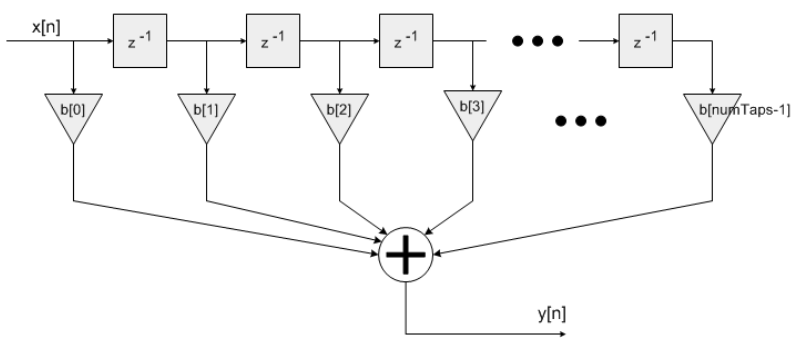 x[n]
z -1
z -1
z -1
z -1
b[0]
b[1]
b[2]
b[3]
b[numTaps-1]
y[n]